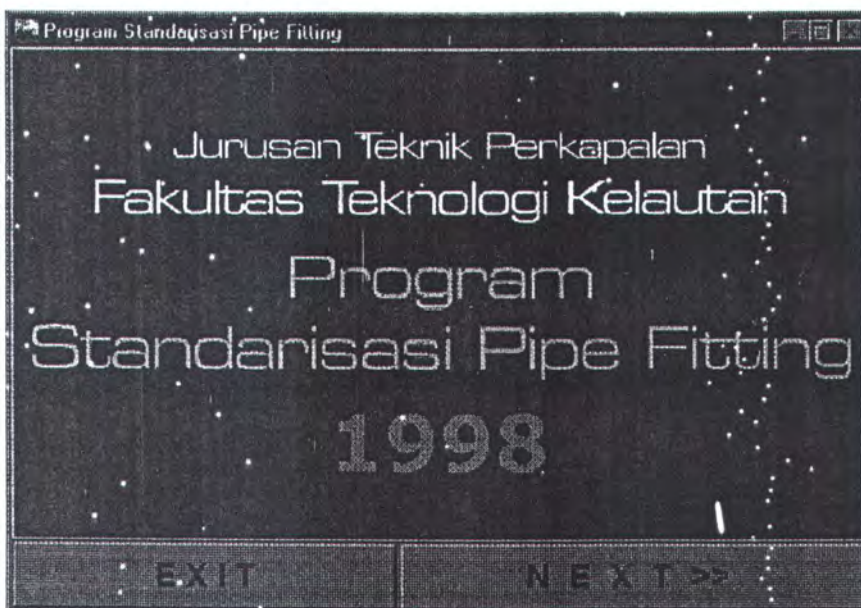 Program Standarisasi Pipe Fitting
Jurusan Teknik Perkapalan
Fakultas Teknologi Kelautan
Program
Standarisasi Pipe Fitting
1998
EXIT
NEXT>>